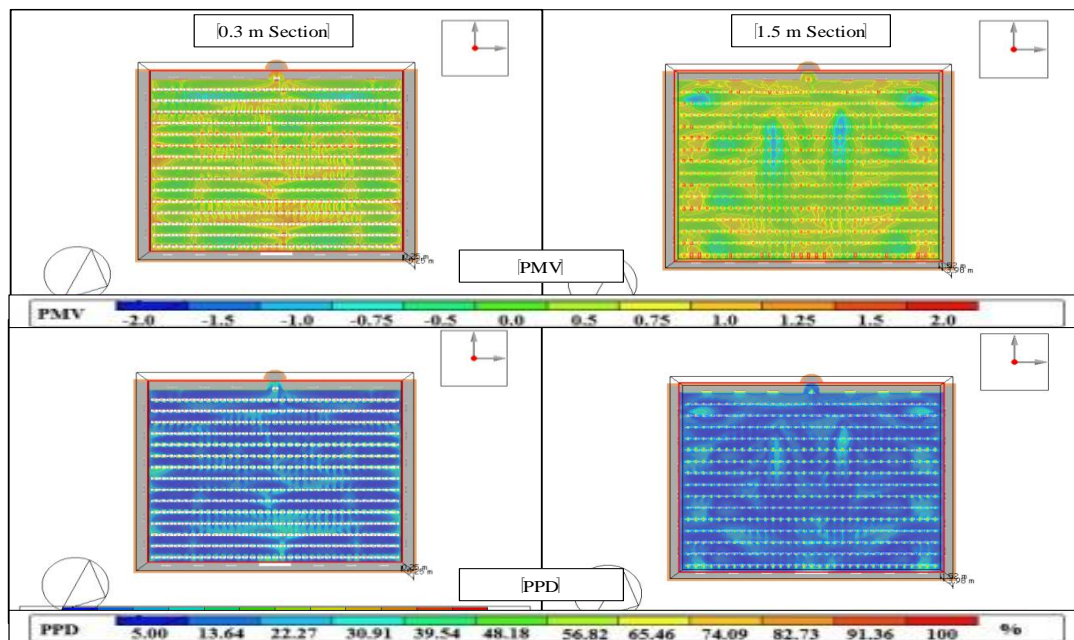 [0.3 m Section]
[1.5 m Section]
[PMV]
PMV -2.0 -1.5 -1.0 -0.75 -0.5 0.0 0.5 0.75 1.0 1.25 1.5 2.0
[PPD]
PPD 5.00 13.64 22.27 30.91 39.54 48.18 56.82 65.46 74.09 82.73 91.36 100 %